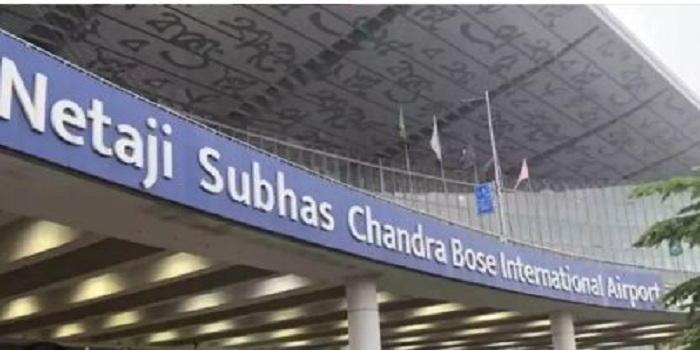 Netaji Subhas Chandra Bose International Airport